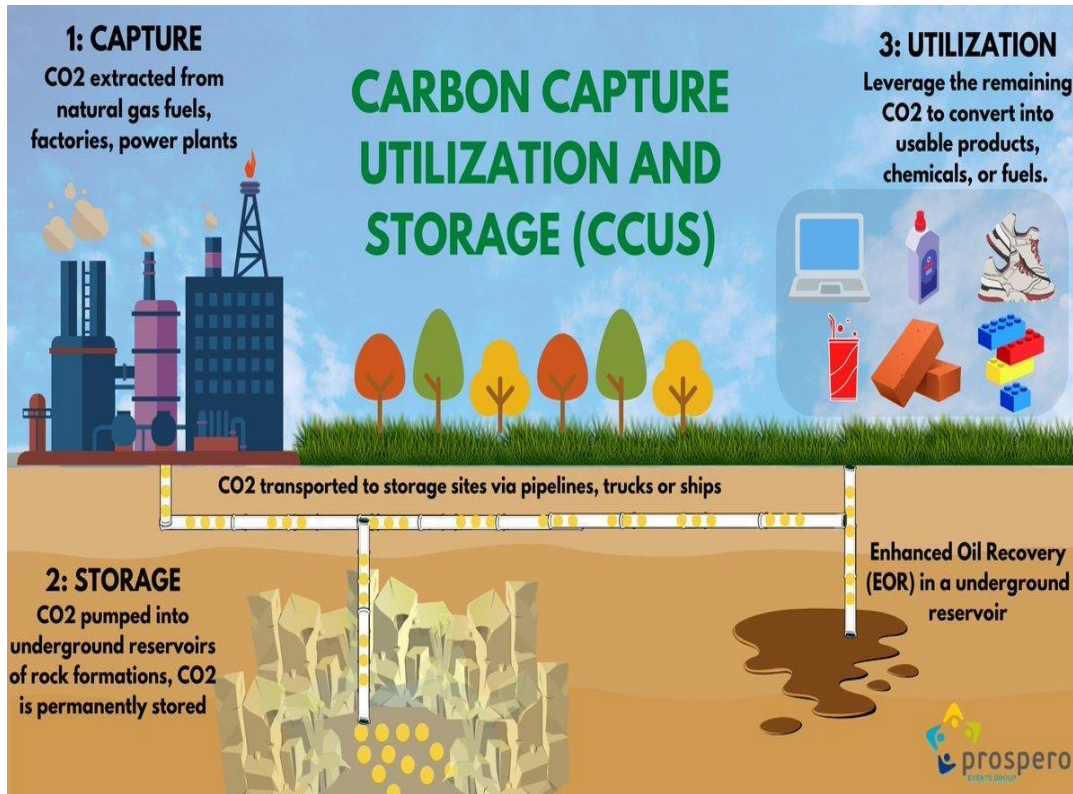 1: CAPTURE
CO2 extracted from
natural gas fuels,
factories, power plants
CARBON CAPTURE
UTILIZATION AND
STORAGE (CCUS)
3: UTILIZATION
Leverage the remaining
CO2 to convert into
usable products,
chemicals, or fuels.
CO2 transported to storage sites via pipelines, trucks or ships
2: STORAGE
CO2 pumped into
underground reservoirs
of rock formations, CO2
is permanently stored
Enhanced Oil Recovery
(EOR) in a underground
reservoir
prospero
EVENTS GROUP